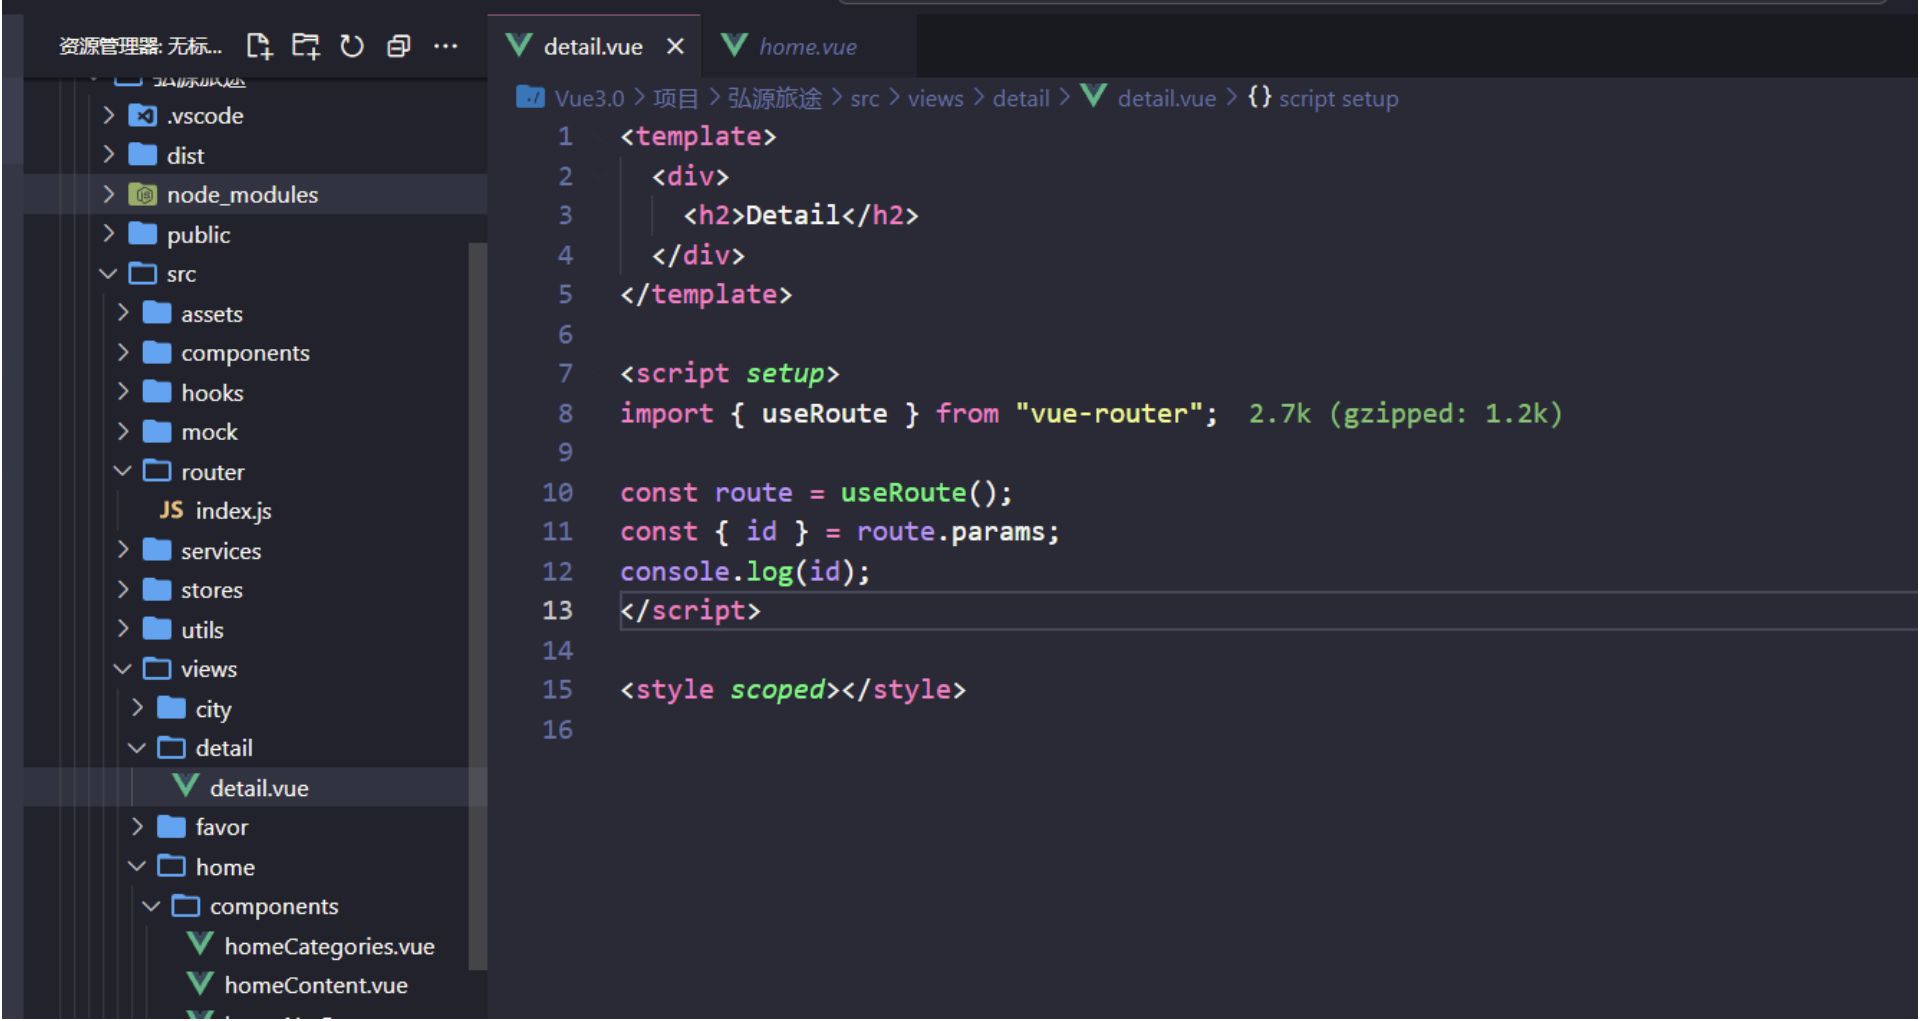 资源管理器: 无标...
弘源旅途
.vscode
dist
node_modules
public
src
assets
components
hooks
mock
router
JS index.js
services
stores
utils
views
city
detail
detail.vue
favor
home
components
homeCategories.vue
homeContent.vue
detail.vue
home.vue
Vue3.0 > 项目 > 弘源旅途 > src > views > detail > detail.vue > {} script setup
1 <template>
2 <div>
3 <h2>Detail</h2>
4 </div>
5 </template>
6
7 <script setup>
8 import { useRoute } from "vue-router"; 2.7k (gzipped: 1.2k)
9
10 const route = useRoute();
11 const { id } = route.params;
12 console.log(id);
13 </script>
14
15 <style scoped></style>
16